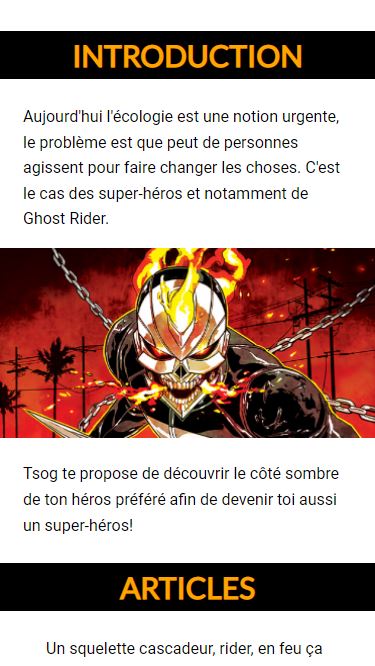 INTRODUCTION
Aujourd'hui l'écologie est une notion urgente,
le problème est que peut de personnes
agissent pour faire changer les choses. C'est
le cas des super-héros et notamment de
Ghost Rider.
Tsog te propose de découvrir le côté sombre
de ton héros préféré afin de devenir toi aussi
un super-héros!
ARTICLES
Un squelette cascadeur, rider, en feu ça